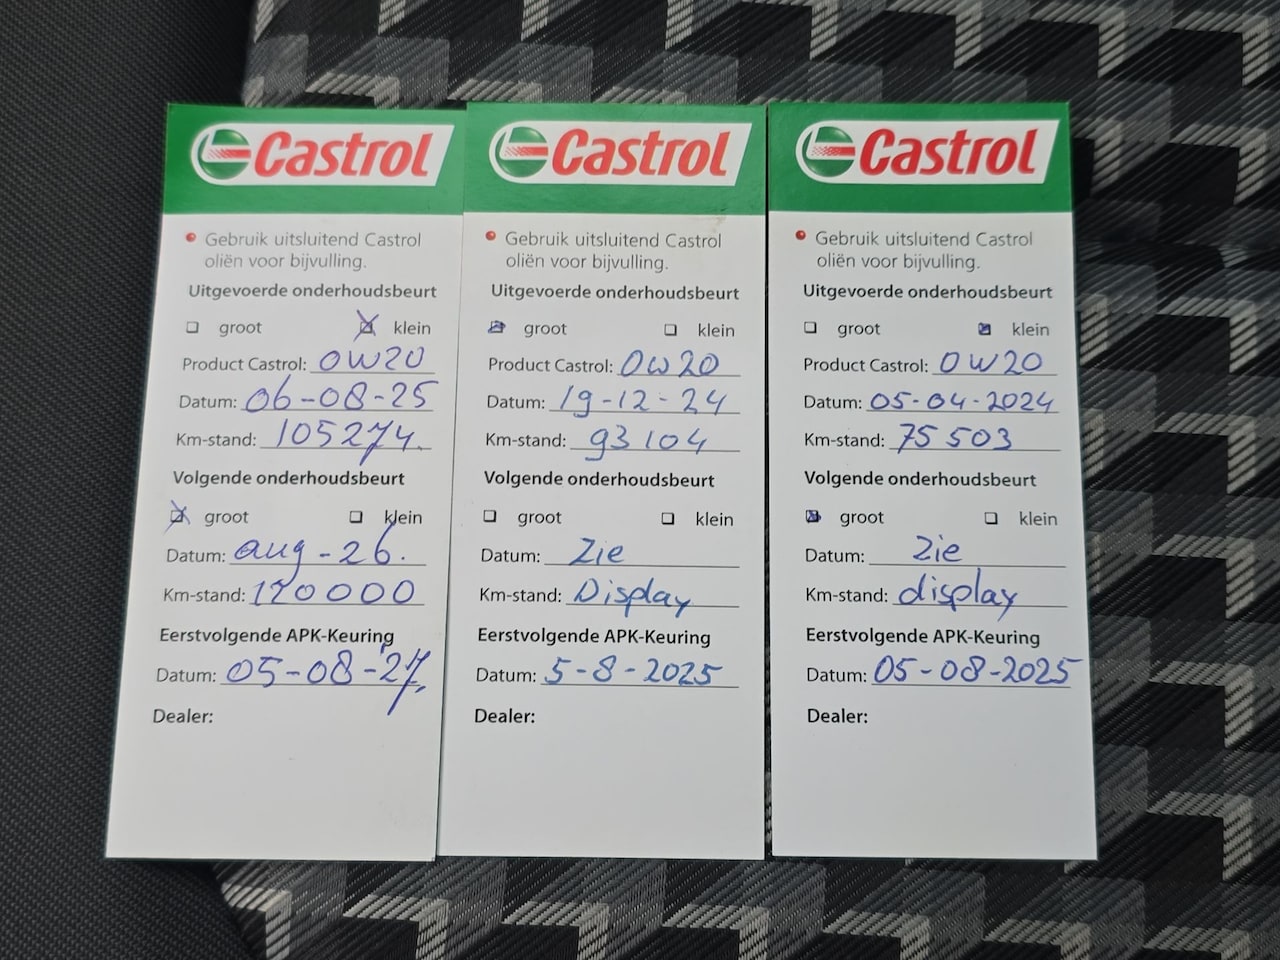 Castrol
Gebruik uitsluitend Castrol
oliën voor bijvulling.
Uitgevoerde onderhoudsbeurt
groot klein
Product Castrol: 0W20
Datum: 06-08-25
Km-stand: 105274.
Volgende onderhoudsbeurt
groot klein
Datum: aug-26.
Km-stand: 120000
Eerstvolgende APK-Keuring
Datum: 05-08-'27,
Dealer:
Castrol
Gebruik uitsluitend Castrol
oliën voor bijvulling.
Uitgevoerde onderhoudsbeurt
groot klein
Product Castrol: 0W20
Datum: 19-12-24
Km-stand: 93104
Volgende onderhoudsbeurt
groot klein
Datum: Zie
Km-stand: Display
Eerstvolgende APK-Keuring
Datum: 5-8-2025
Dealer:
Castrol
Gebruik uitsluitend Castrol
oliën voor bijvulling.
Uitgevoerde onderhoudsbeurt
groot klein
Product Castrol: 0W20
Datum: 05-04-2024
Km-stand: 75503
Volgende onderhoudsbeurt
groot klein
Datum: Zie
Km-stand: display
Eerstvolgende APK-Keuring
Datum: 05-08-2025
Dealer: